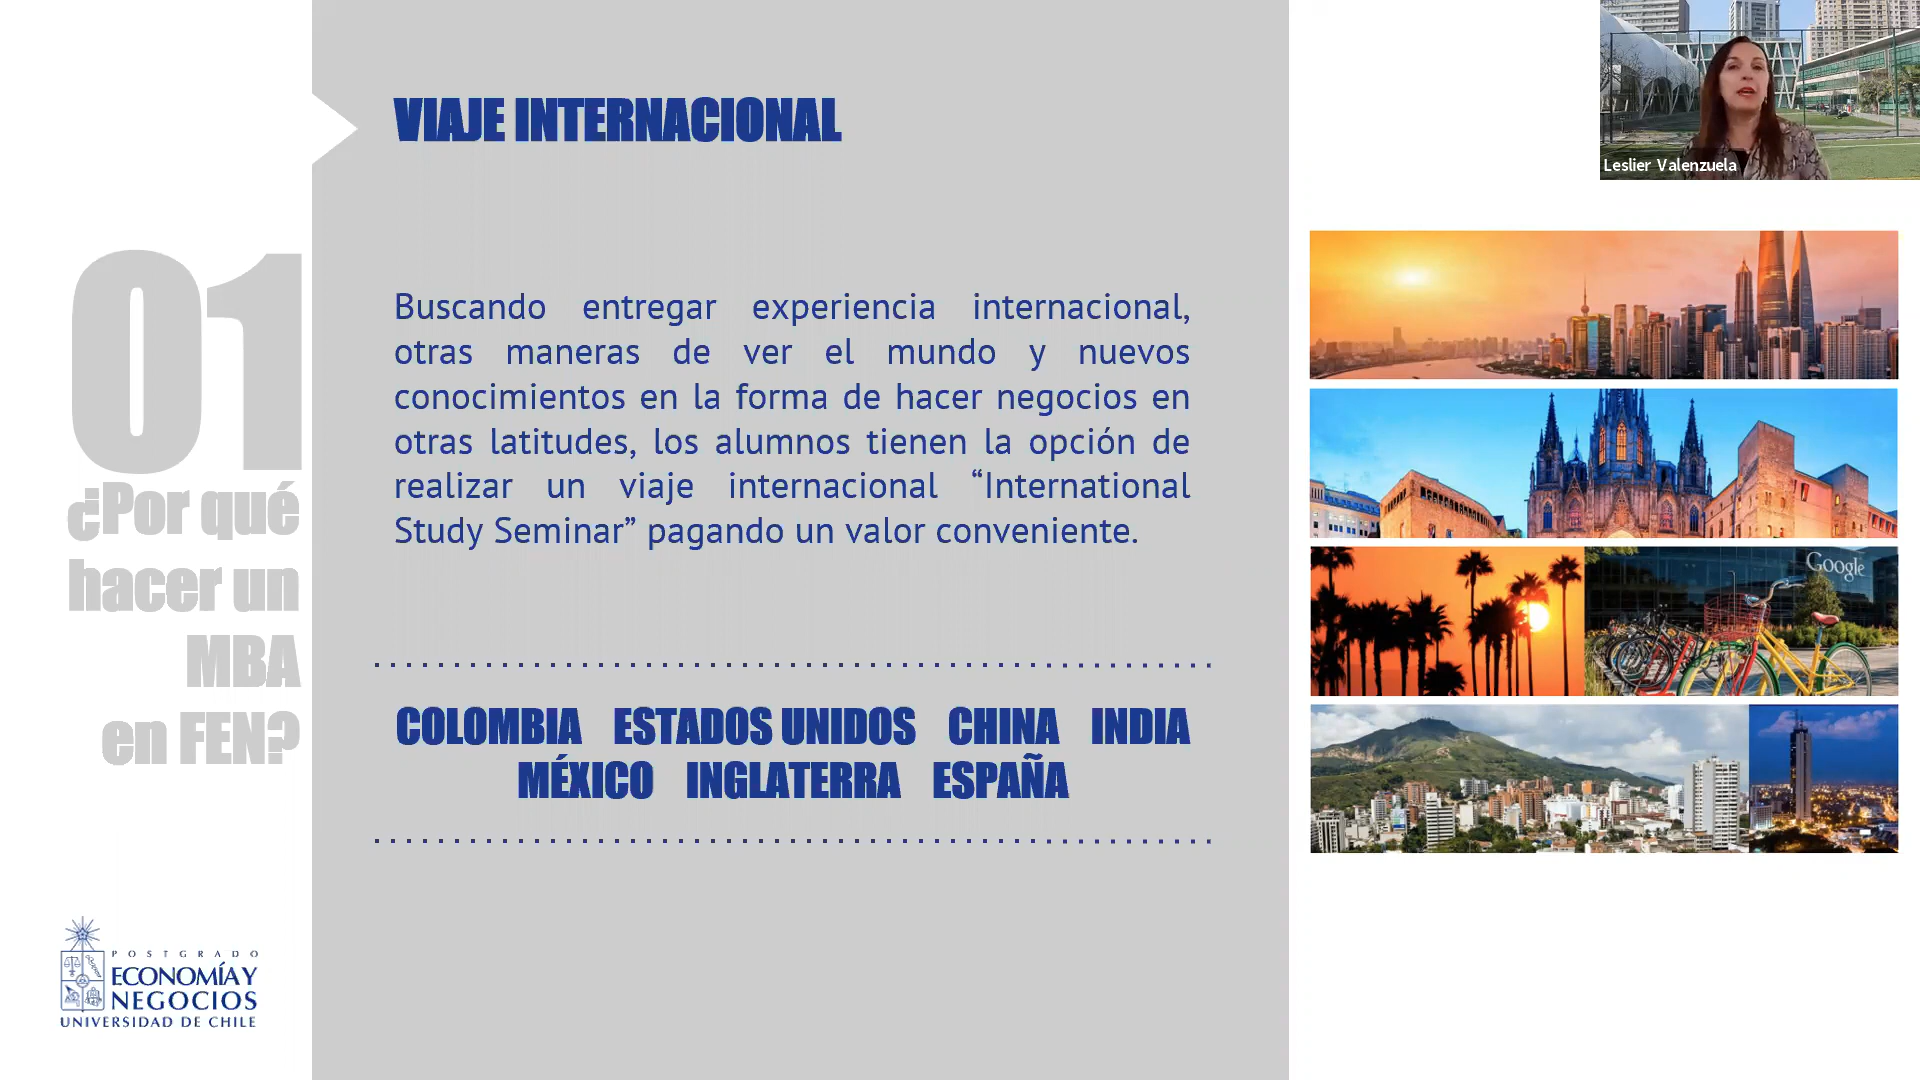 01
¿Por qué
hacer un
MBA
en FEN?
VIAJE INTERNACIONAL
Buscando entregar experiencia internacional,
otras maneras de ver el mundo y nuevos
conocimientos en la forma de hacer negocios en
otras latitudes, los alumnos tienen la opción de
realizar un viaje internacional “International
Study Seminar” pagando un valor conveniente.
COLOMBIA ESTADOS UNIDOS CHINA INDIA
MÉXICO INGLATERRA ESPAÑA
Leslier Valenzuela
Google
POSTGRADO
ECONOMÍA Y
NEGOCIOS
UNIVERSIDAD DE CHILE